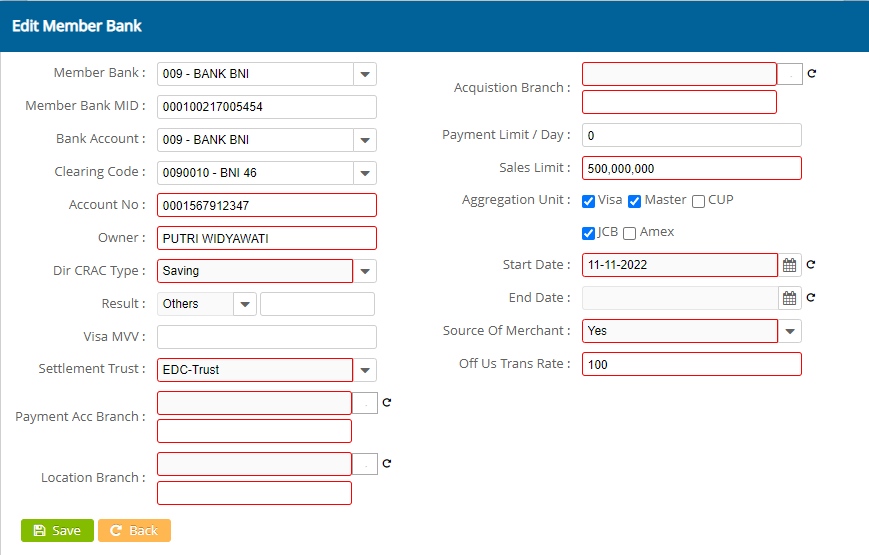 Edit Member Bank
Member Bank : 009 - BANK BNI
Member Bank MID : 000100217005454
Bank Account : 009 - BANK BNI
Clearing Code : 0090010 - BNI 46
Account No : 0001567912347
Owner : PUTRI WIDYAWATI
Dir CRAC Type : Saving
Result : Others
Visa MVV :
Settlement Trust : EDC-Trust
Payment Acc Branch :
Location Branch :
Acquistion Branch :
Payment Limit / Day : 0
Sales Limit : 500,000,000
Aggregation Unit : Visa Master CUP
JCB Amex
Start Date : 11-11-2022
End Date :
Source Of Merchant : Yes
Off Us Trans Rate : 100
Save Back